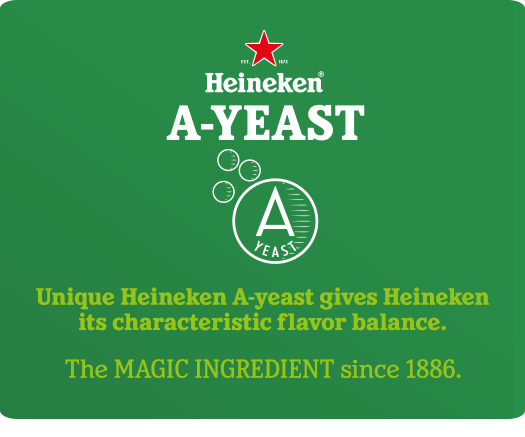 EST. 1873
Heineken®
A-YEAST
A
YEAST
Unique Heineken A-yeast gives Heineken
its characteristic flavor balance.
The MAGIC INGREDIENT since 1886.